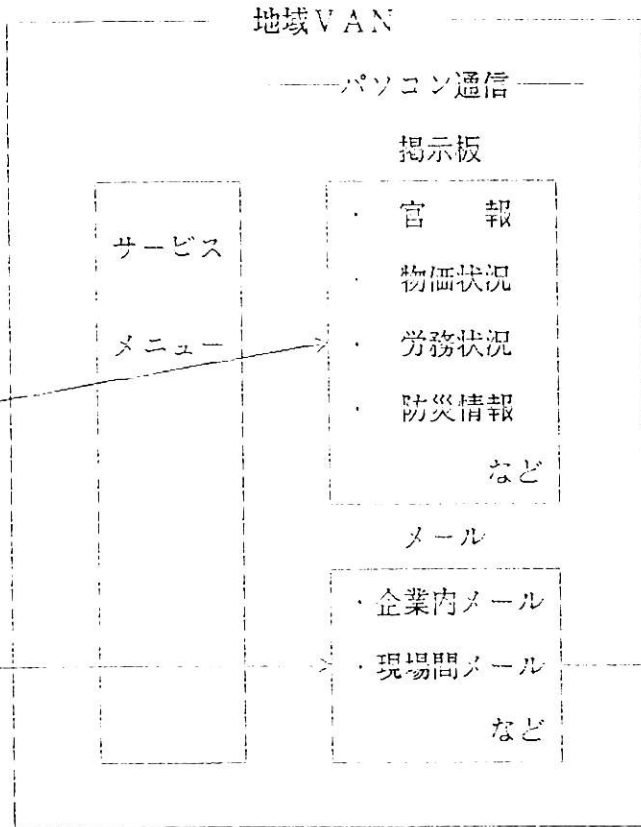 地域VAN
パソコン通信
掲示板
サービス
メニュー
・ 官 報
・ 物価状況
・ 労務状況
・ 防災情報
など
メール
・企業内メール
・現場間メール
など